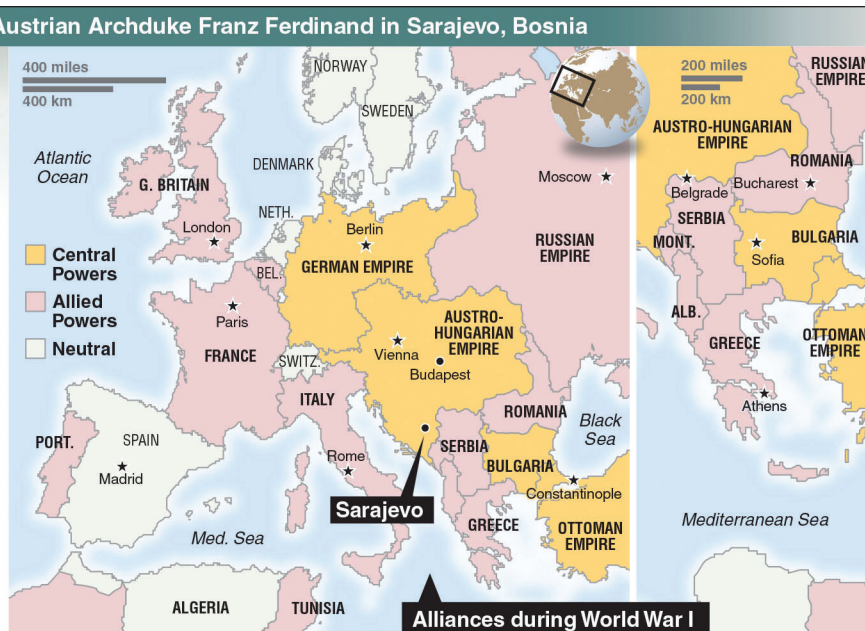 Austrian Archduke Franz Ferdinand in Sarajevo, Bosnia
400 miles
400 km
Atlantic
Ocean
NORWAY
SWEDEN
DENMARK
G. BRITAIN
London
NETH.
Berlin
GERMAN EMPIRE
BEL.
Moscow
RUSSIAN
EMPIRE
Central
Powers
Allied
Powers
Neutral
Paris
FRANCE
SWITZ.
Vienna
AUSTRO-
HUNGARIAN
EMPIRE
Budapest
ITALY
ROMANIA
Black
Sea
PORT.
SPAIN
Madrid
Rome
SERBIA
BULGARIA
Constantinople
Sarajevo
GREECE
OTTOMAN
EMPIRE
Med. Sea
ALGERIA
TUNISIA
Alliances during World War I
200 miles
200 km
RUSSIAN
EMPIRE
AUSTRO-HUNGARIAN
EMPIRE
ROMANIA
Belgrade
Bucharest
SERBIA
MONT.
BULGARIA
Sofia
ALB.
GREECE
OTTOMAN
EMPIRE
Athens
Mediterranean Sea